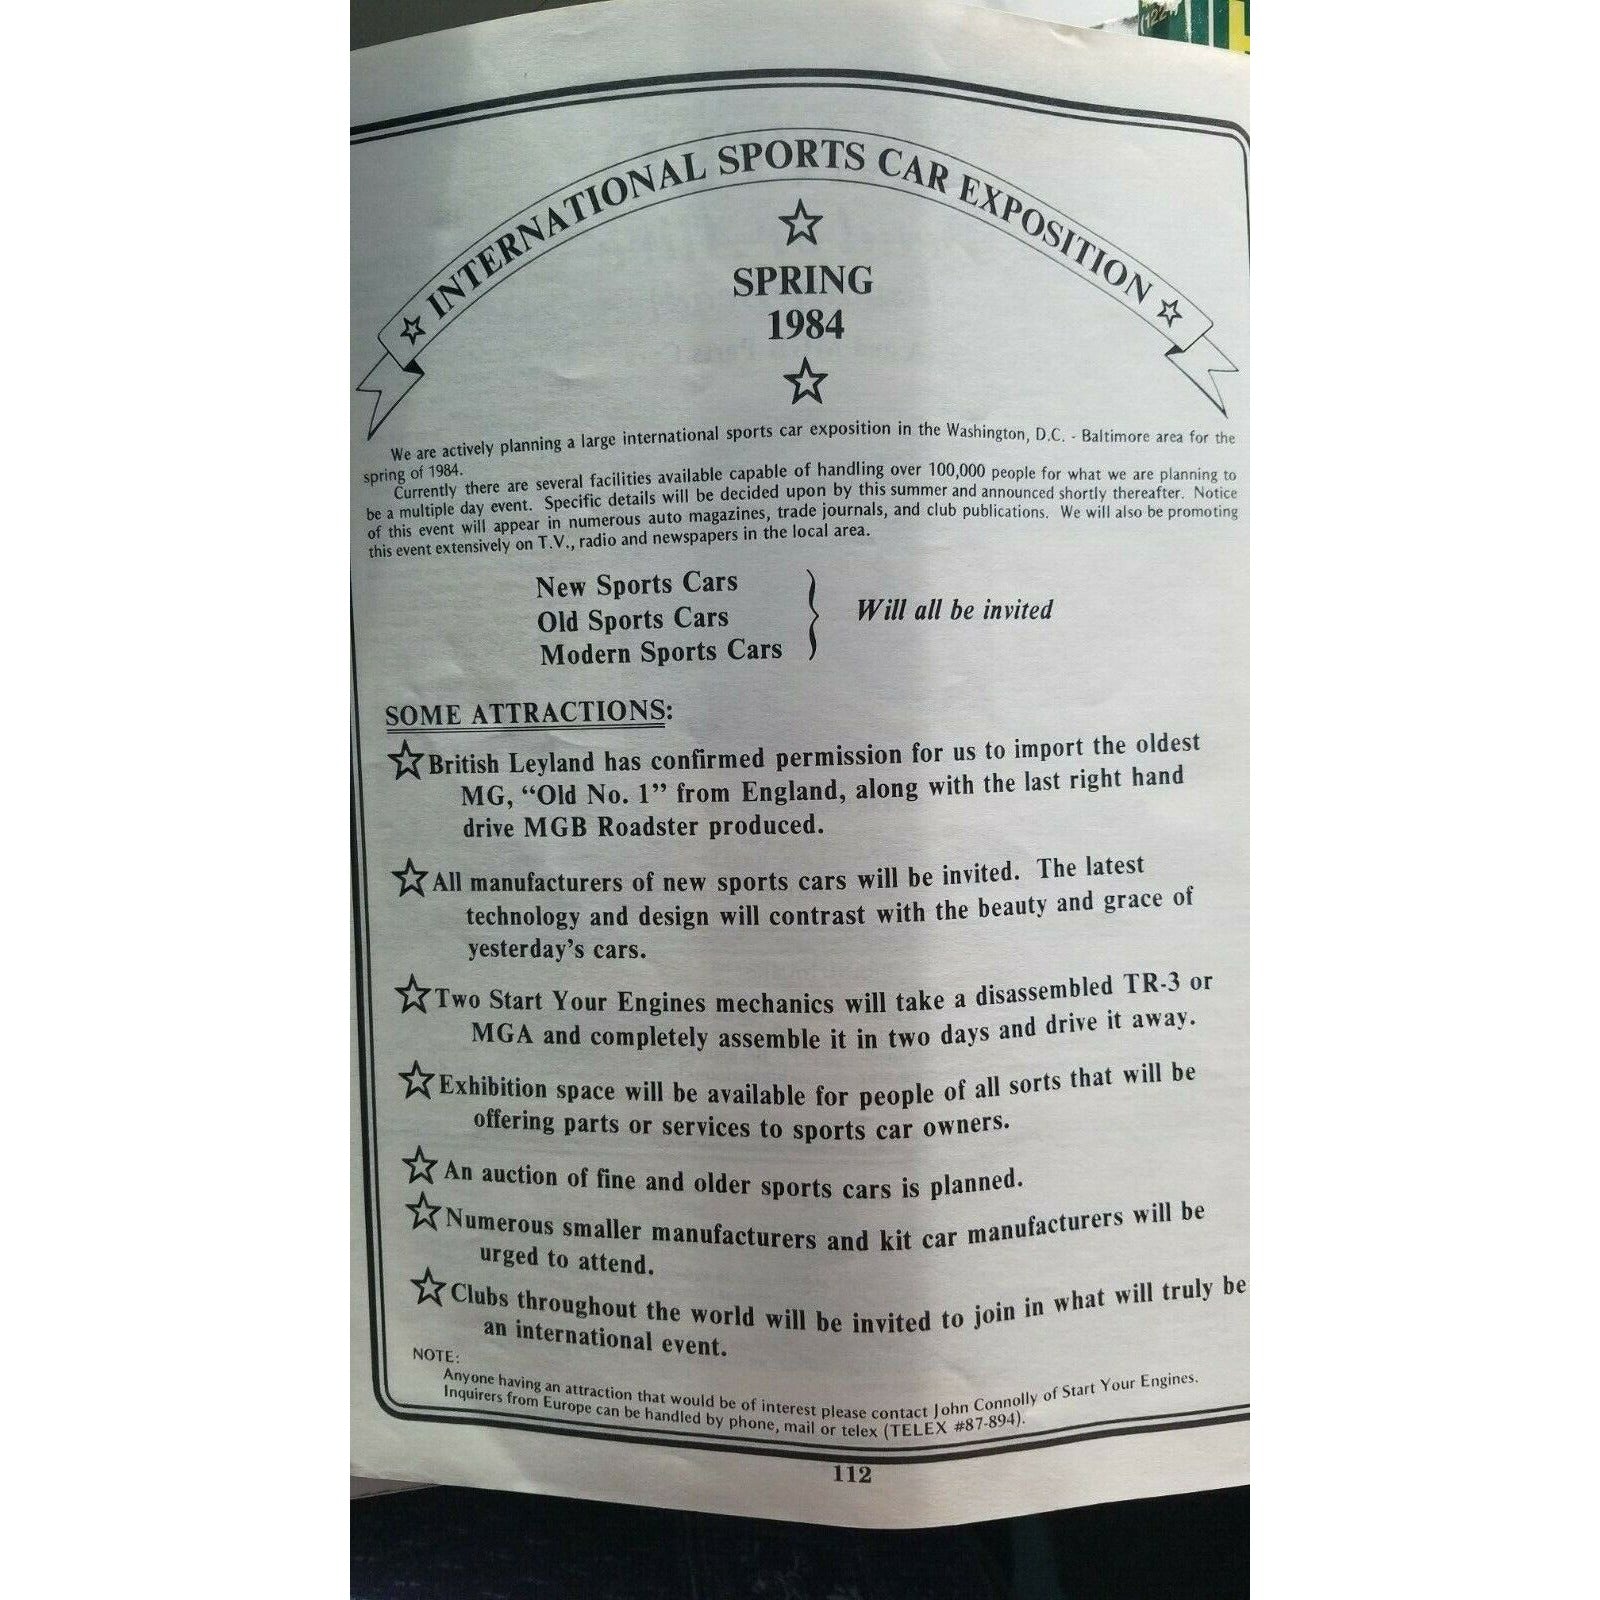 (122)
INTERNATIONAL SPORTS CAR EXPOSITION
SPRING
1984
We are actively planning a large international sports car exposition in the Washington, D.C. - Baltimore area for the
spring of 1984.
Currently there are several facilities available capable of handling over 100,000 people for what we are planning to
be a multiple day event. Specific details will be decided upon by this summer and announced shortly thereafter. Notice
of this event will appear in numerous auto magazines, trade journals, and club publications. We will also be promoting
this event extensively on T.V., radio and newspapers in the local area.
New Sports Cars
Old Sports Cars
Modern Sports Cars
Will all be invited
SOME ATTRACTIONS:
British Leyland has confirmed permission for us to import the oldest
MG, “Old No. 1” from England, along with the last right hand
drive MGB Roadster produced.
All manufacturers of new sports cars will be invited. The latest
technology and design will contrast with the beauty and grace of
yesterday’s cars.
Two Start Your Engines mechanics will take a disassembled TR-3 or
MGA and completely assemble it in two days and drive it away.
Exhibition space will be available for people of all sorts that will be
offering parts or services to sports car owners.
An auction of fine and older sports cars is planned.
Numerous smaller manufacturers and kit car manufacturers will be
urged to attend.
Clubs throughout the world will be invited to join in what will truly be
an international event.
NOTE:
Anyone having an attraction that would be of interest please contact John Connolly of Start Your Engines.
Inquirers from Europe can be handled by phone, mail or telex (TELEX #87-894).
112